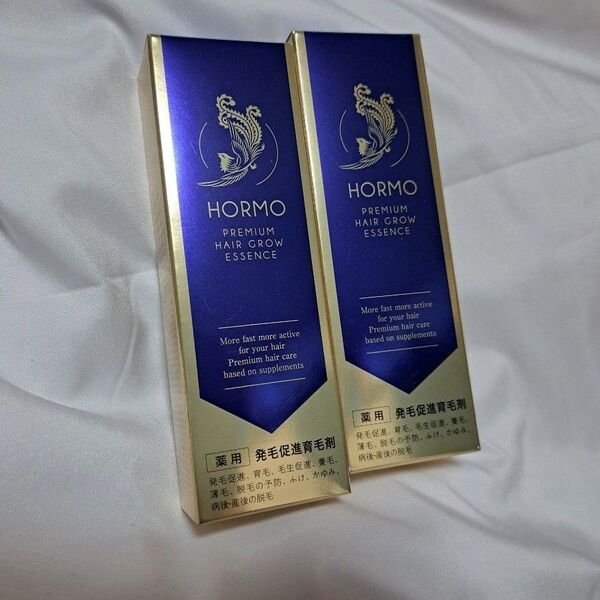 HORMO
PREMIUM
HAIR GROW
ESSENCE
More fast more active
for your hair
Premium hair care
based on supplements
薬用 発毛促進育毛剤
発毛促進、育毛、毛生促進、養毛、
薄毛、脱毛の予防、ふけ、かゆみ、
病後・産後の脱毛
HORMO
PREMIUM
HAIR GROW
ESSENCE
More fast more active
for your hair
Premium hair care
based on supplements
薬用 発毛促進育毛剤
発毛促進、育毛、毛生促進、養毛、
薄毛、脱毛の予防、ふけ、かゆみ、
病後・産後の脱毛